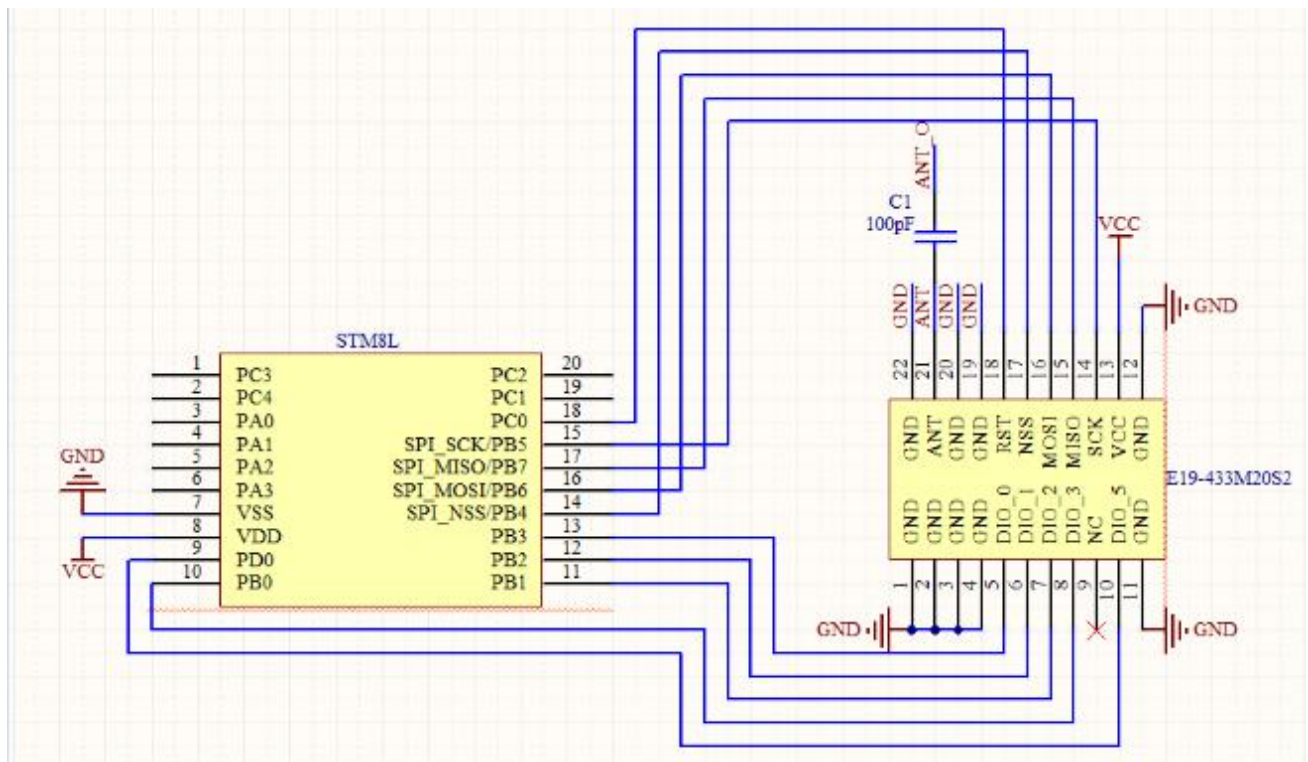 ANT_O
C1
100pF
VCC
GND
ANT
GND
GND
GND
STM8L
1 PC3 PC2 20
2 PC4 PC1 19
3 PA0 PC0 18
4 PA1 SPI_SCK/PB5 15
5 PA2 SPI_MISO/PB7 17
6 PA3 SPI_MOSI/PB6 16
7 VSS SPI_NSS/PB4 14
8 VDD PB3 13
9 PD0 PB2 12
10 PB0 PB1 11
GND
VCC
22 21 20 19 18 17 16 15 14 13 12
GND ANT GND GND RST NSS MOSI MISO SCK VCC GND
E19-433M20S2
GND GND GND GND DIO_0 DIO_1 DIO_2 DIO_3 NC DIO_5 GND
1 2 3 4 5 6 7 8 9 10 11
GND
GND